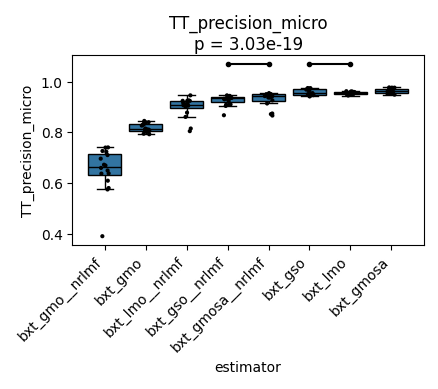 TT_precision_micro
p = 3.03e-19
TT_precision_micro
1.0
0.8
0.6
0.4
bxt_gmo__nrlmf
bxt_gmo
bxt_lmo__nrlmf
bxt_gso__nrlmf
bxt_gmosa__nrlmf
bxt_gso
bxt_lmo
bxt_gmosa
estimator